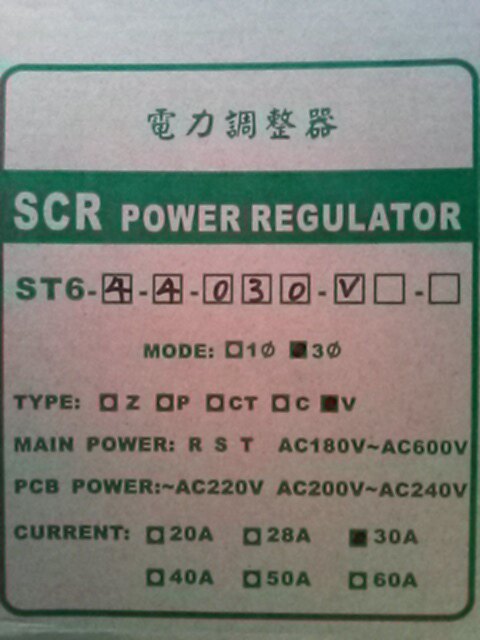 電力調整器
SCR POWER REGULATOR
ST6-4-4-030-V□-□
MODE: □1Ø ■3Ø
TYPE: □Z □P □CT □C ■V
MAIN POWER: R S T AC180V~AC600V
PCB POWER:~AC220V AC200V~AC240V
CURRENT: □20A □28A ■30A
□40A □50A □60A